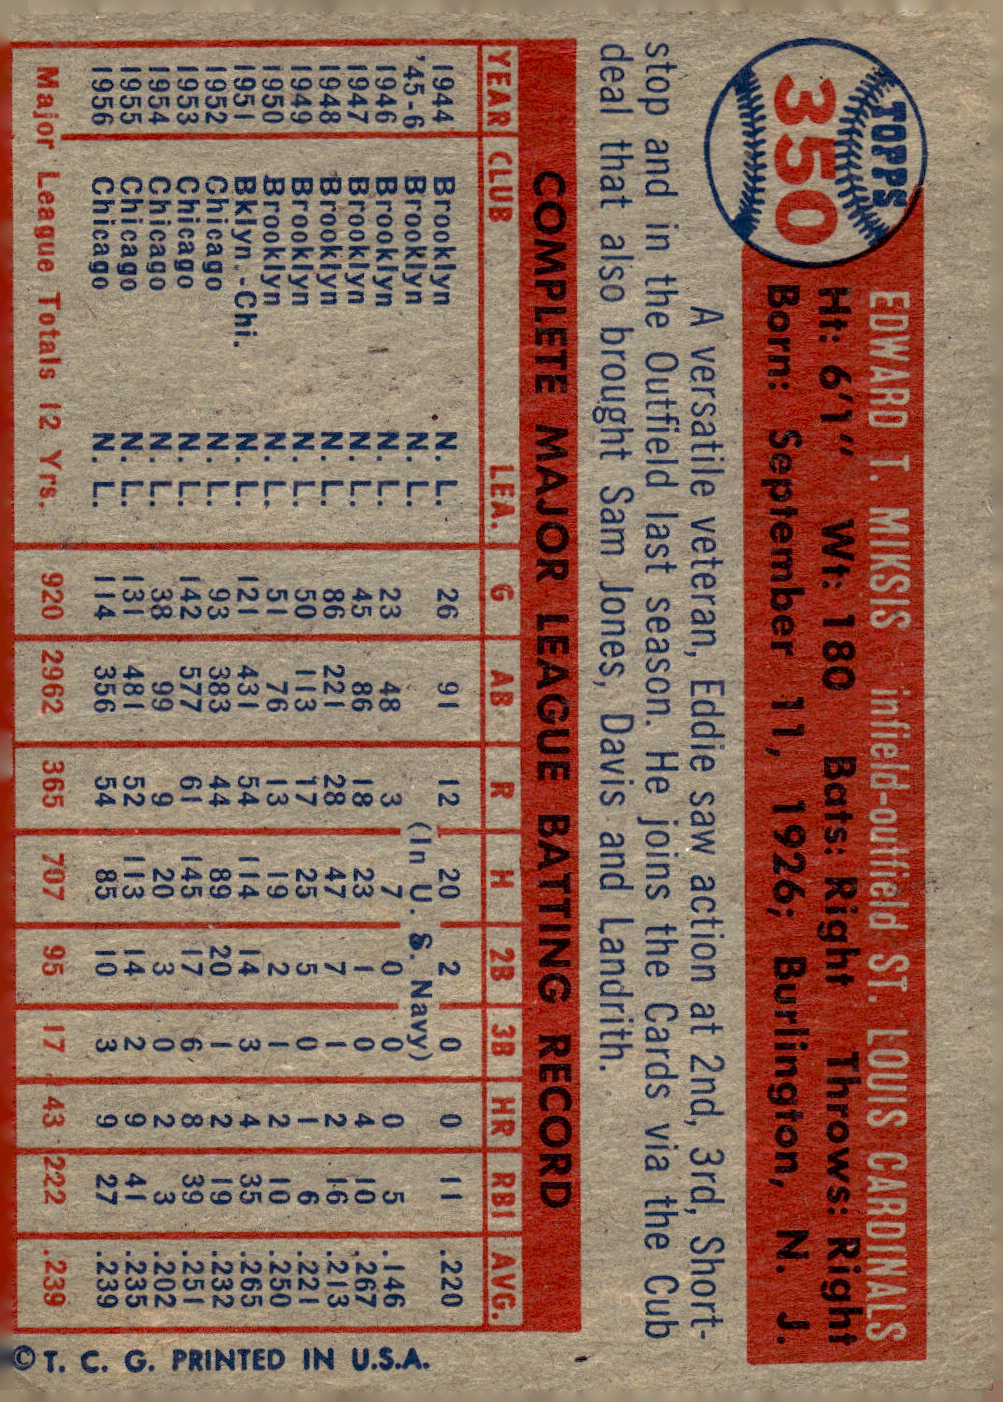 TOPPS
350
EDWARD T. MIKSIS infield-outfield ST. LOUIS CARDINALS
Ht: 6'1" Wt: 180 Bats: Right Throws: Right
Born: September 11, 1926; Burlington, N. J.
A versatile veteran, Eddie saw action at 2nd, 3rd, Short-
stop and in the Outfield last season. He joins the Cards via the Cub
deal that also brought Sam Jones, Davis and Landrith.
COMPLETE MAJOR LEAGUE BATTING RECORD
YEAR CLUB LEA. G AB R H 2B 3B HR RBI AVG.
1944 Brooklyn N. L. 26 91 12 20 2 0 0 11 .220
'45-6 Brooklyn N. L. (In U. S. Navy)
1946 Brooklyn N. L. 23 48 3 7 0 0 0 5 .146
1947 Brooklyn N. L. 45 86 18 23 1 0 4 10 .267
1948 Brooklyn N. L. 86 221 28 47 7 1 2 16 .213
1949 Brooklyn N. L. 50 113 17 25 5 0 1 6 .221
1950 Brooklyn N. L. 51 76 13 19 2 1 2 10 .250
1951 Bklyn.-Chi. N. L. 121 431 54 114 14 3 4 35 .265
1952 Chicago N. L. 93 383 44 89 20 1 2 19 .232
1953 Chicago N. L. 142 577 61 145 17 6 8 39 .251
1954 Chicago N. L. 38 99 9 20 3 0 2 3 .202
1955 Chicago N. L. 131 481 52 113 14 2 9 41 .235
1956 Chicago N. L. 114 356 54 85 10 3 9 27 .239
Major League Totals 12 Yrs. 920 2962 365 707 95 17 43 222 .239
© T. C. G. PRINTED IN U.S.A.